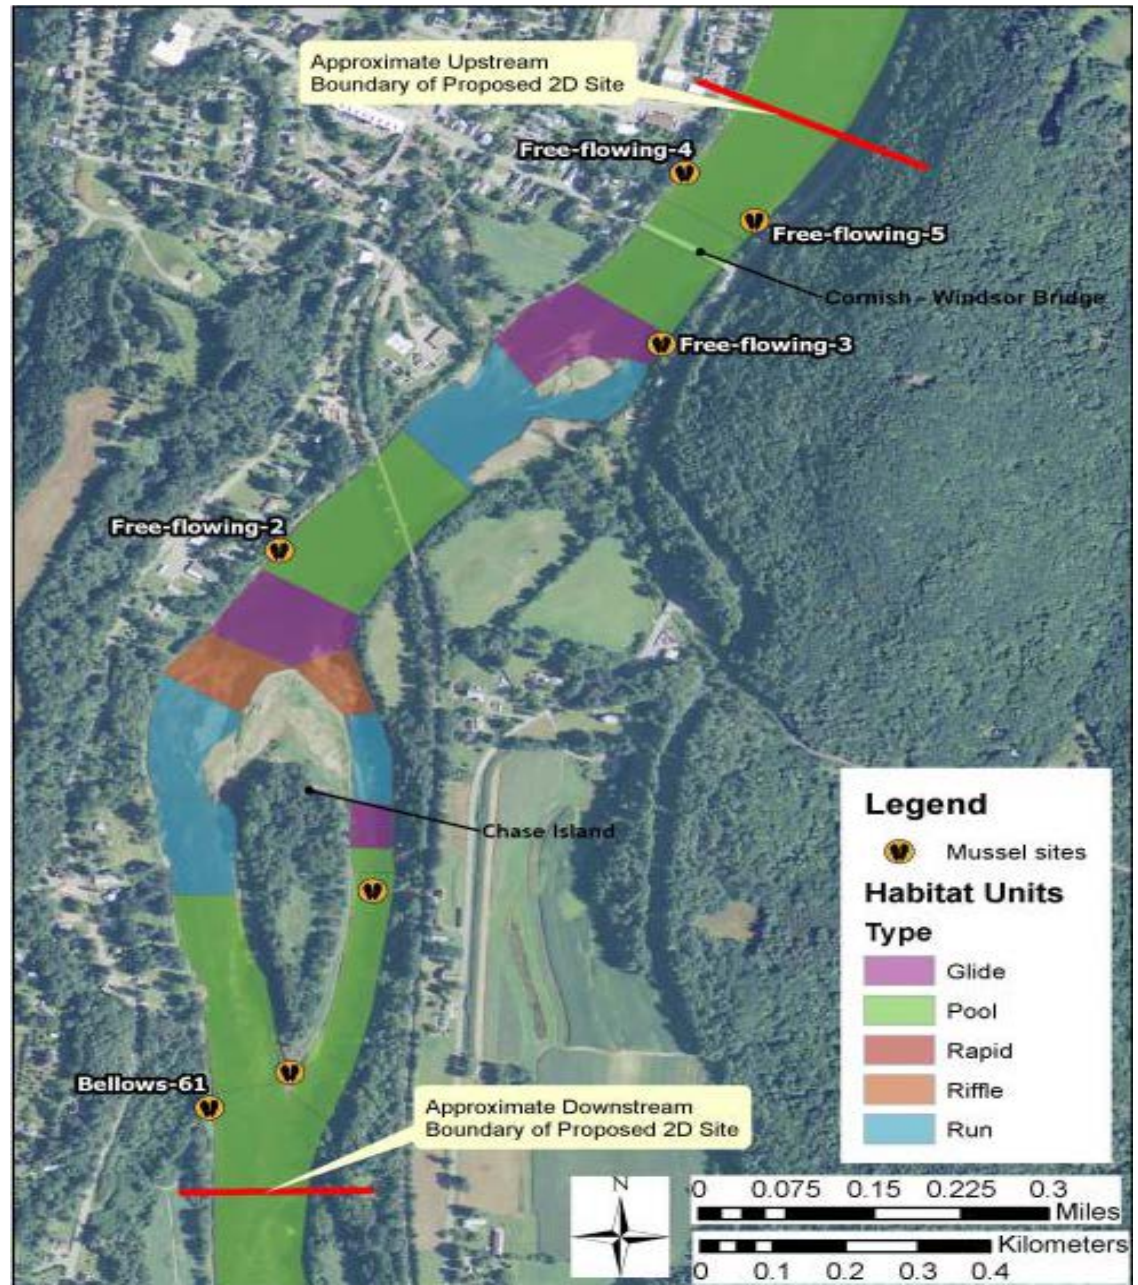 Approximate Upstream
Boundary of Proposed 2D Site
Free-flowing-4
Free-flowing-5
Cornish - Windsor Bridge
Free-flowing-3
Free-flowing-2
Chase Island
Bellows-61
Approximate Downstream
Boundary of Proposed 2D Site
Legend
Mussel sites
Habitat Units
Type
Glide
Pool
Rapid
Riffle
Run
N
0 0.075 0.15 0.225 0.3
Miles
Kilometers
0 0.1 0.2 0.3 0.4